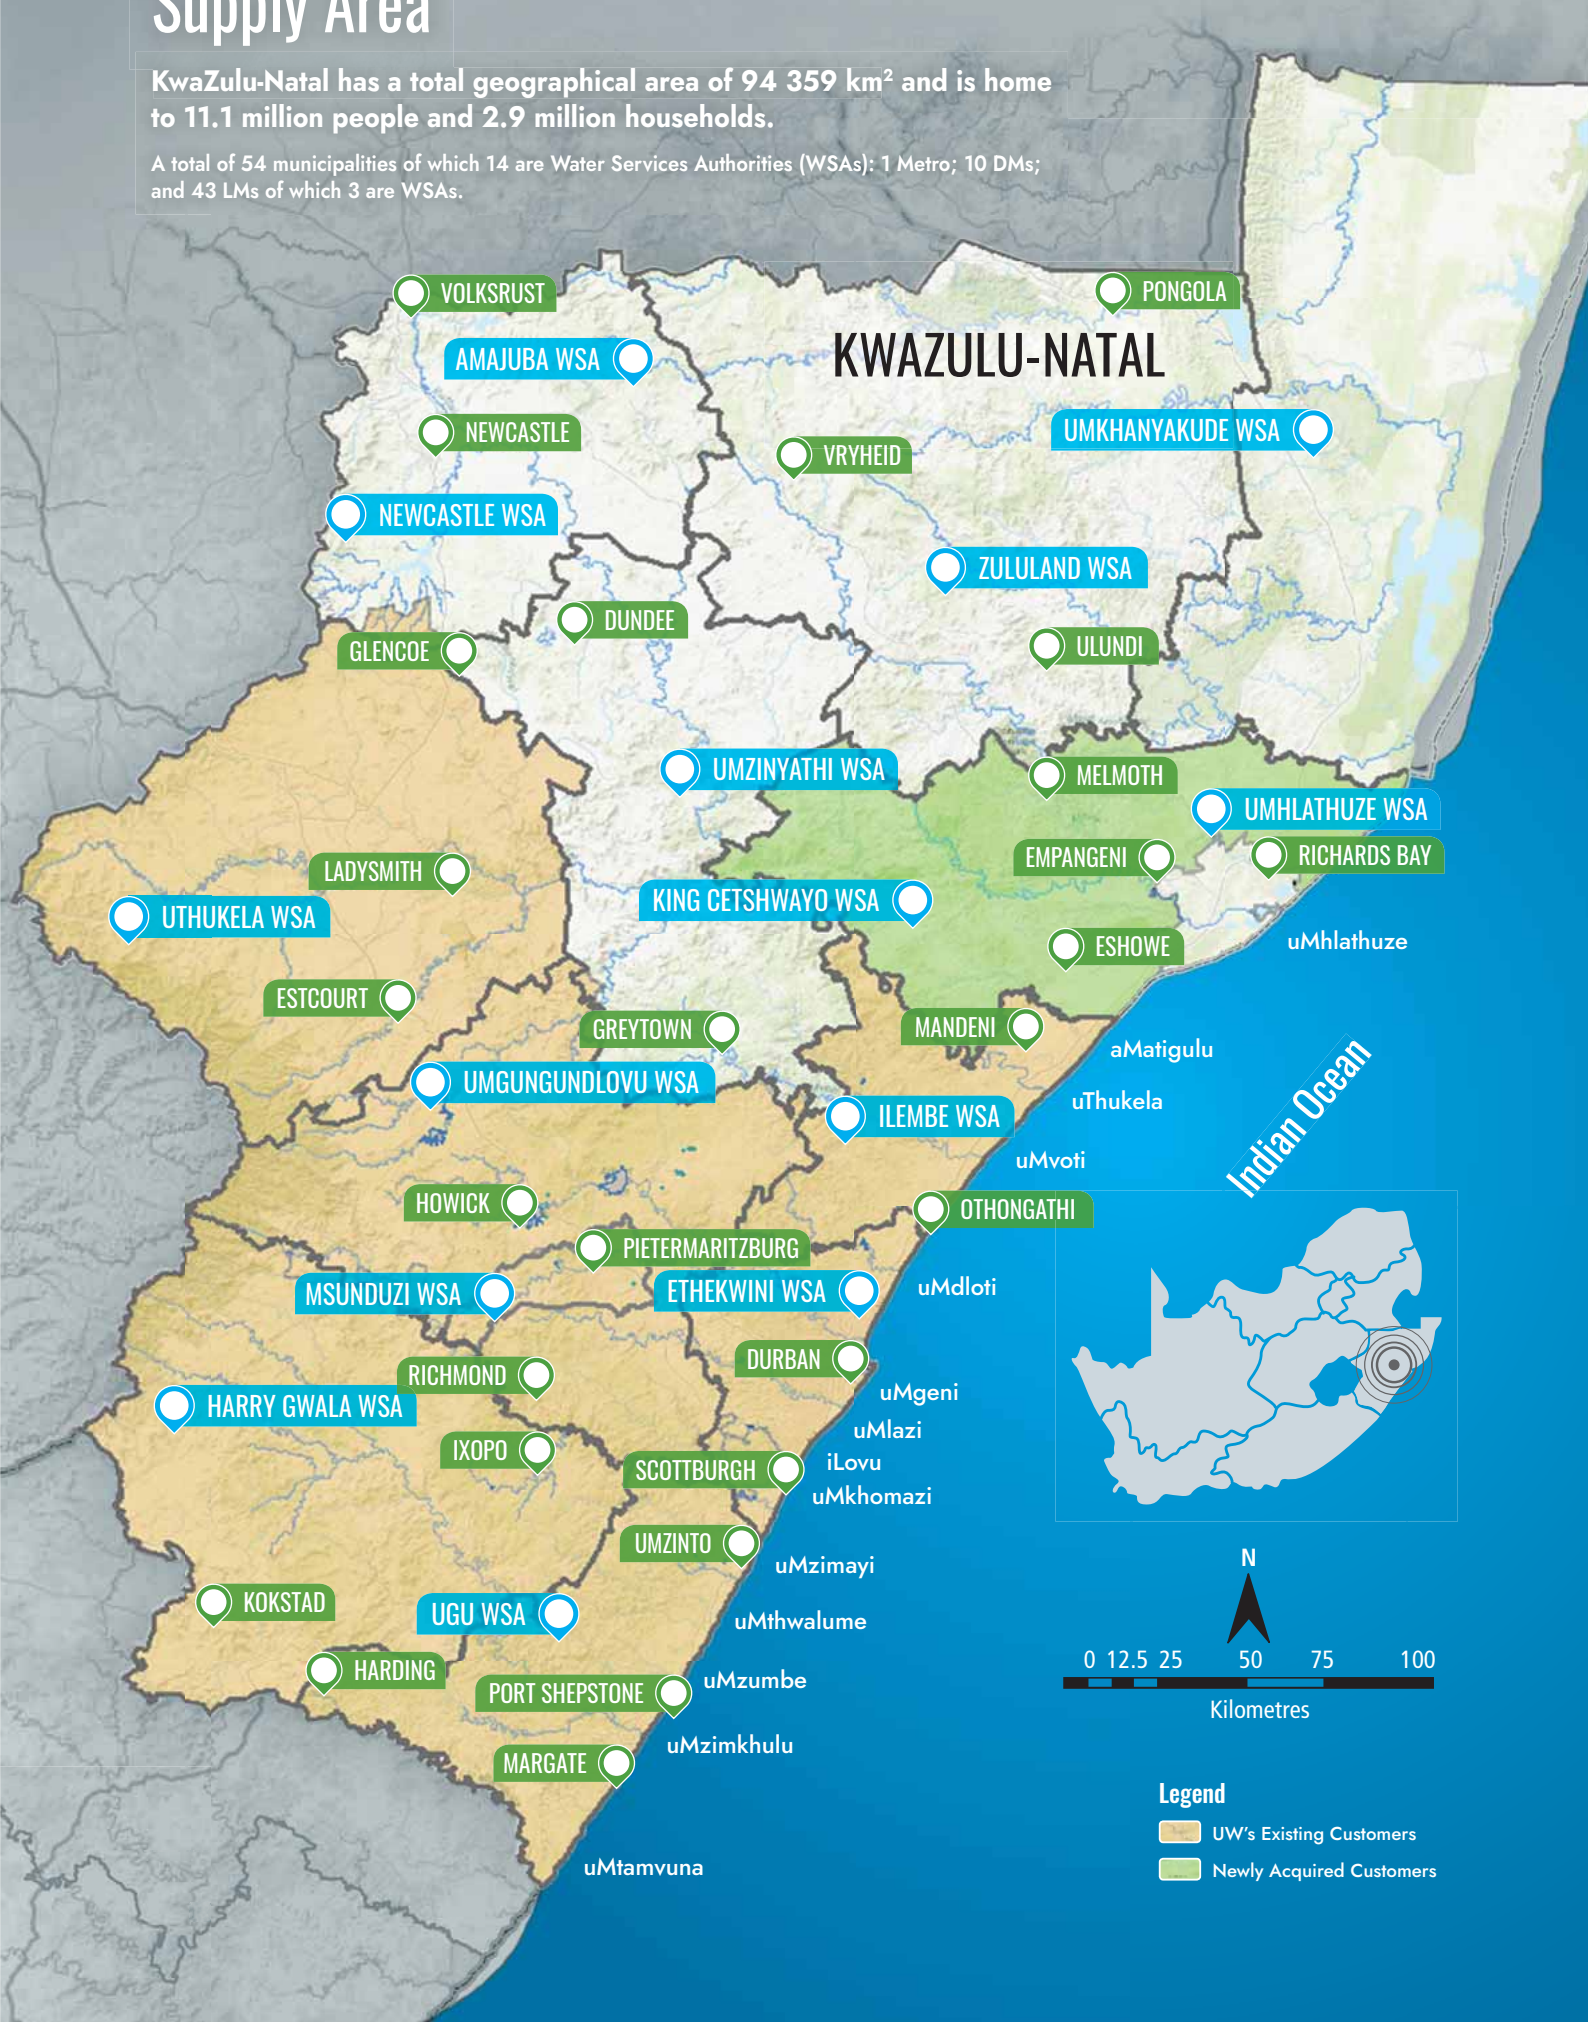 Supply Area
KwaZulu-Natal has a total geographical area of 94 359 km² and is home
to 11.1 million people and 2.9 million households.
A total of 54 municipalities of which 14 are Water Services Authorities (WSAs): 1 Metro; 10 DMs;
and 43 LMs of which 3 are WSAs.
VOLKSRUST
PONGOLA
KWAZULU-NATAL
AMAJUBA WSA
NEWCASTLE
UMKHANYAKUDE WSA
VRYHEID
NEWCASTLE WSA
ZULULAND WSA
DUNDEE
GLENCOE
ULUNDI
UMZINYATHI WSA
MELMOTH
UMHLATHUZE WSA
EMPANGENI
RICHARDS BAY
LADYSMITH
KING CETSHWAYO WSA
UTHUKELA WSA
ESHOWE
uMhlathuze
ESTCOURT
GREYTOWN
MANDENI
aMatigulu
UMGUNGUNDLOVU WSA
uThukela
ILEMBE WSA
Indian Ocean
uMvoti
HOWICK
OTHONGATHI
PIETERMARITZBURG
MSUNDUZI WSA
ETHEKWINI WSA
uMdloti
DURBAN
RICHMOND
uMgeni
HARRY GWALA WSA
uMlazi
IXOPO
SCOTTBURGH
iLovu
uMkhomazi
UMZINTO
uMzimayi
N
KOKSTAD
UGU WSA
uMthwalume
HARDING
PORT SHEPSTONE
uMzumbe
0 12.5 25 50 75 100
Kilometres
uMzimkhulu
MARGATE
Legend
UW's Existing Customers
Newly Acquired Customers
uMtamvuna